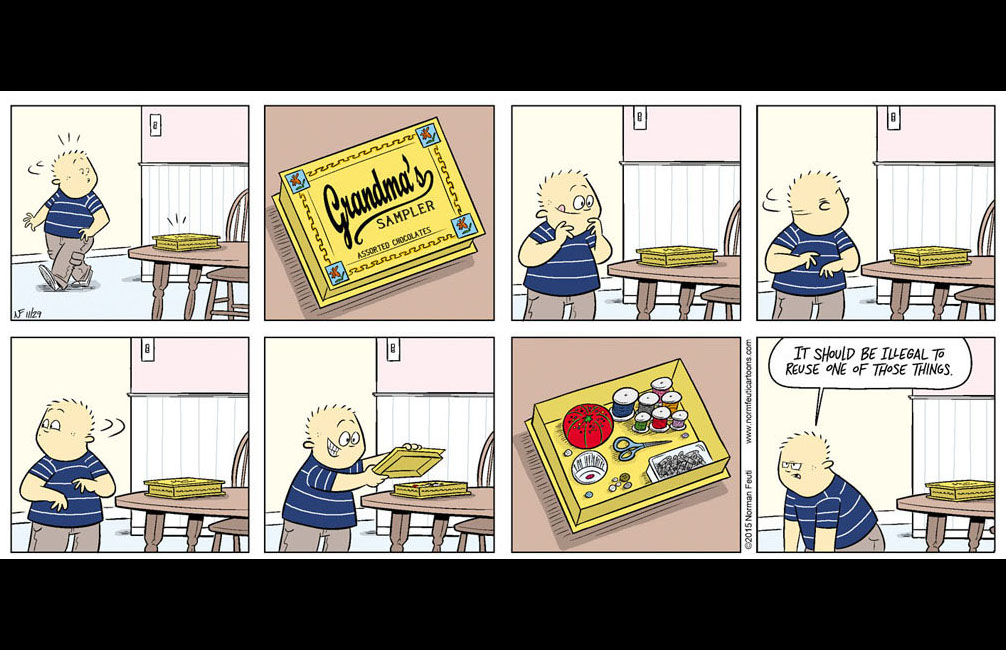 NF 11/29
Grandma's
SAMPLER
ASSORTED CHOCOLATES
©2015 Norman Feuti
www.normfeuticartoons.com
IT SHOULD BE ILLEGAL TO
REUSE ONE OF THOSE THINGS.